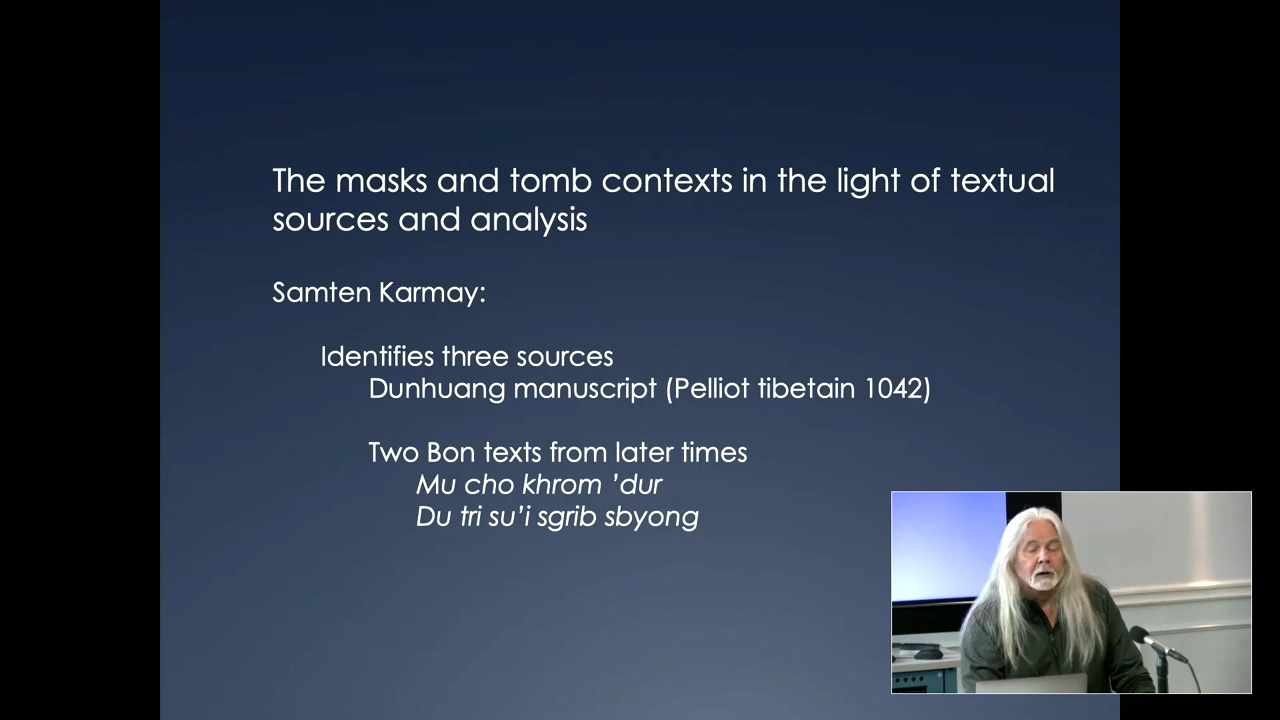 The masks and tomb contexts in the light of textual
sources and analysis
Samten Karmay:
Identifies three sources
Dunhuang manuscript (Pelliot tibetain 1042)
Two Bon texts from later times
Mu cho khrom ’dur
Du tri su’i sgrib sbyong